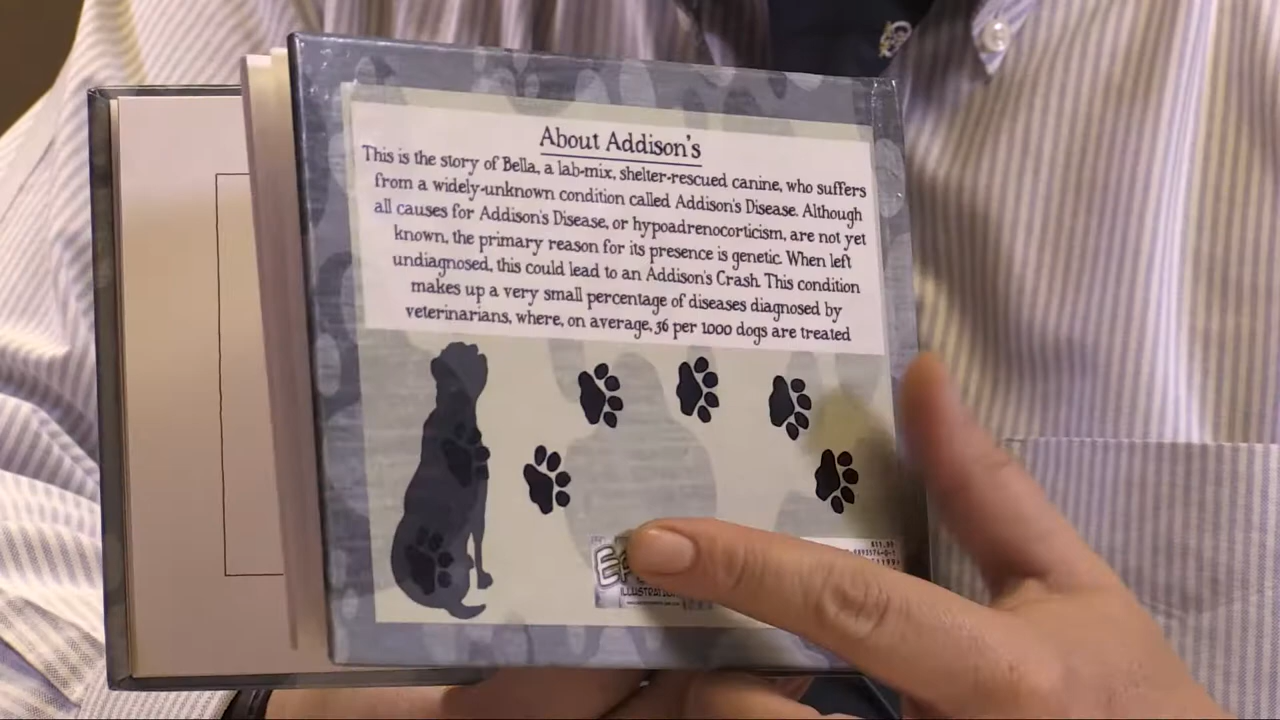 About Addison's
This is the story of Bella, a lab-mix, shelter-rescued canine, who suffers
from a widely-unknown condition called Addison's Disease. Although
all causes for Addison's Disease, or hypoadrenocorticism, are not yet
known, the primary reason for its presence is genetic. When left
undiagnosed, this could lead to an Addison's Crash. This condition
makes up a very small percentage of diseases diagnosed by
veterinarians, where, on average, 36 per 1000 dogs are treated